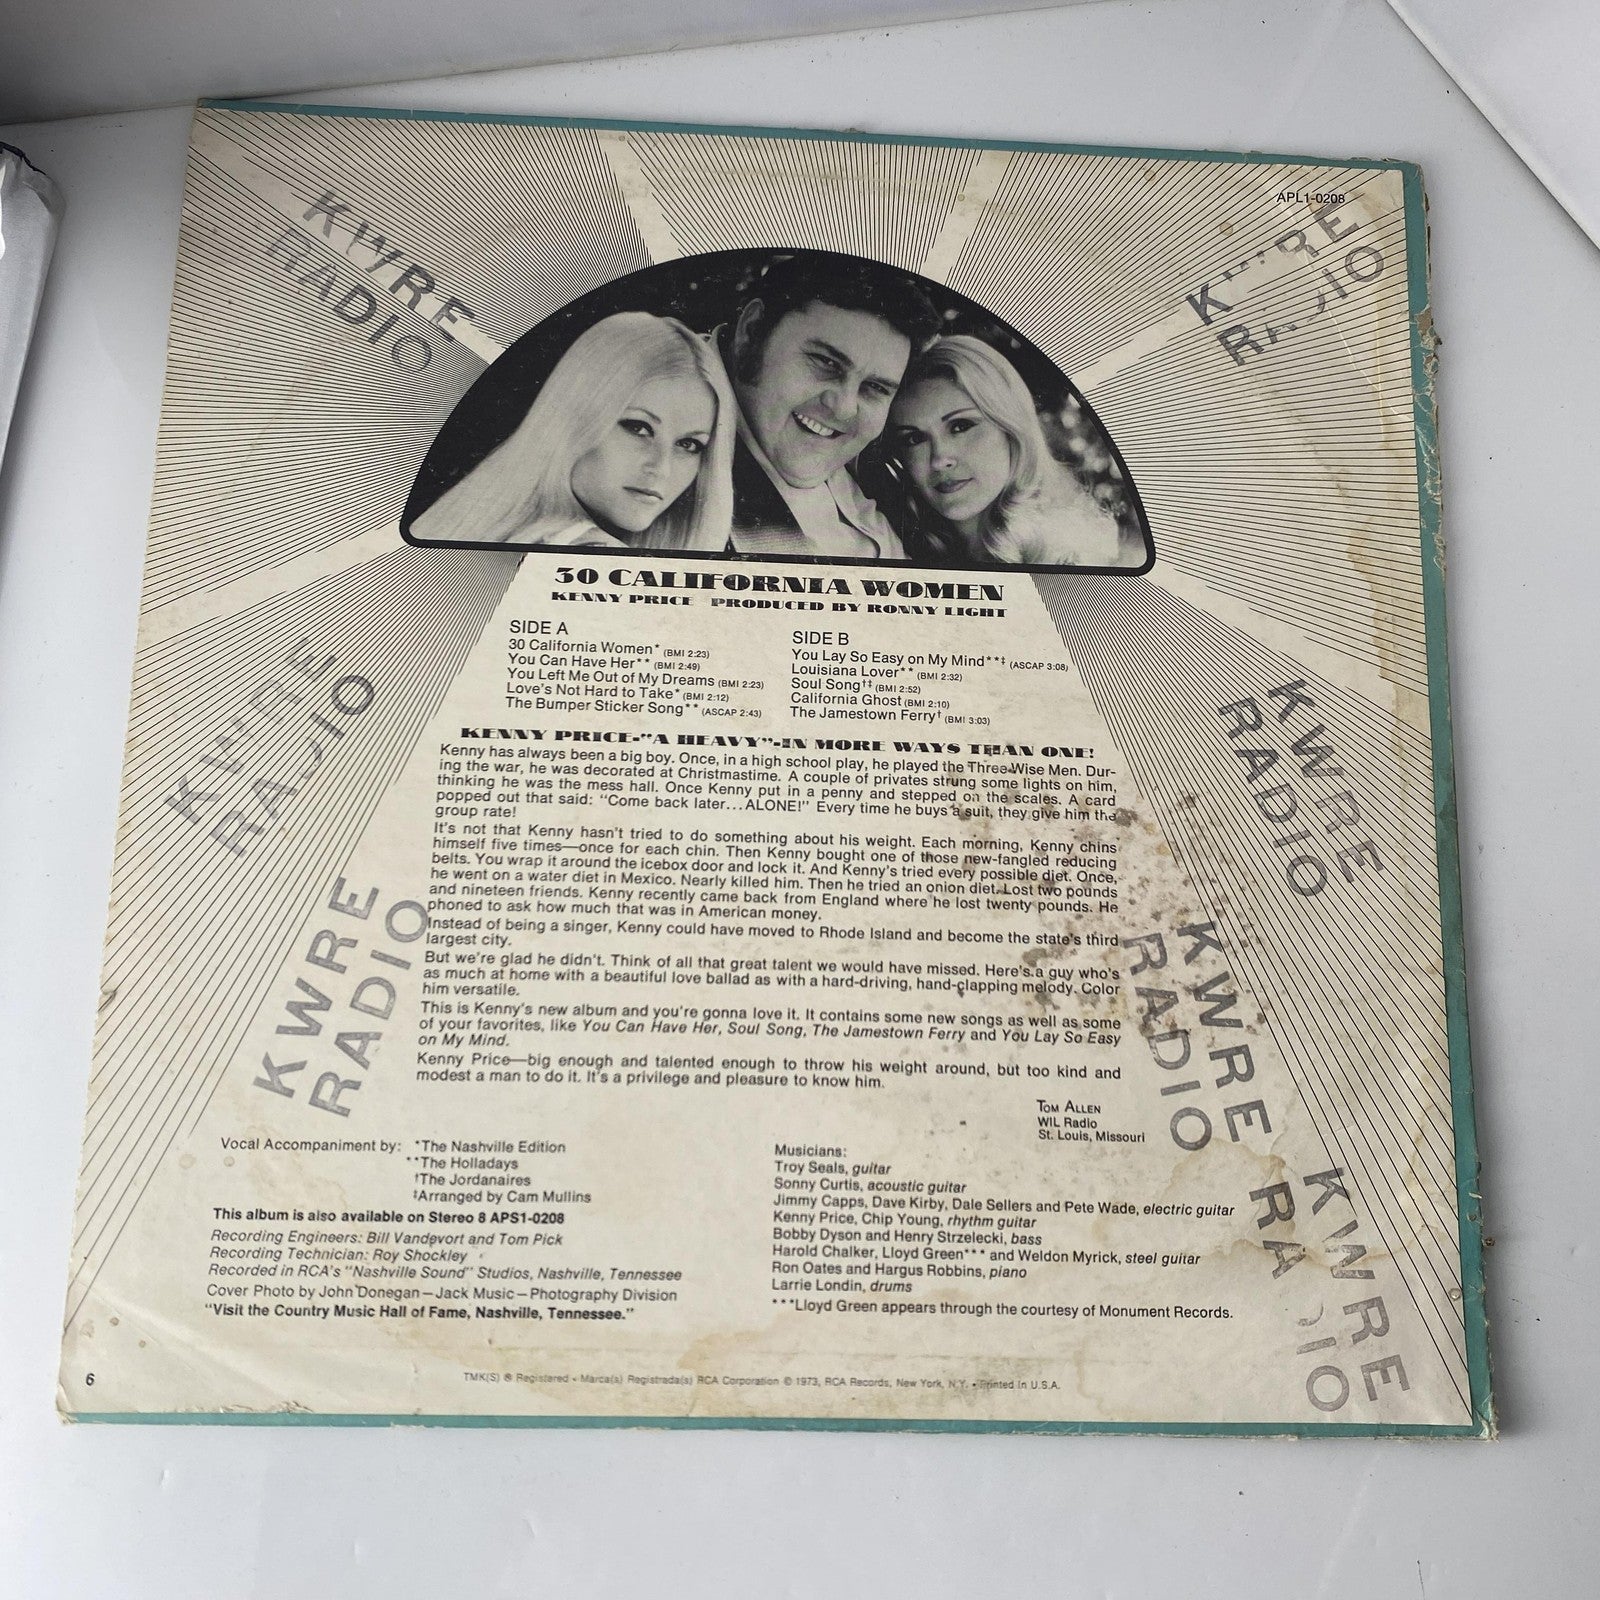 APL1-0208
KWRE
RADIO
KWRE
RADIO
30 CALIFORNIA WOMEN
KENNY PRICE PRODUCED BY RONNY LIGHT
SIDE A
30 California Women* (BMI 2:23)
You Can Have Her** (BMI 2:49)
You Left Me Out of My Dreams (BMI 2:23)
Love's Not Hard to Take* (BMI 2:12)
The Bumper Sticker Song** (ASCAP 2:43)
SIDE B
You Lay So Easy on My Mind**‡ (ASCAP 3:08)
Louisiana Lover** (BMI 2:32)
Soul Song†‡ (BMI 2:52)
California Ghost (BMI 2:10)
The Jamestown Ferry† (BMI 3:03)
KWRE
RADIO
KWRE
RADIO
KENNY PRICE-"A HEAVY"-IN MORE WAYS THAN ONE!
Kenny has always been a big boy. Once, in a high school play, he played the Three Wise Men. Dur-
ing the war, he was decorated at Christmastime. A couple of privates strung some lights on him,
thinking he was the mess hall. Once Kenny put in a penny and stepped on the scales. A card
popped out that said: "Come back later...ALONE!" Every time he buys a suit, they give him the
group rate!
It's not that Kenny hasn't tried to do something about his weight. Each morning, Kenny chins
himself five times—once for each chin. Then Kenny bought one of those new-fangled reducing
belts. You wrap it around the icebox door and lock it. And Kenny's tried every possible diet. Once,
he went on a water diet in Mexico. Nearly killed him. Then he tried an onion diet. Lost two pounds
and nineteen friends. Kenny recently came back from England where he lost twenty pounds. He
phoned to ask how much that was in American money.
Instead of being a singer, Kenny could have moved to Rhode Island and become the state's third
largest city.
But we're glad he didn't. Think of all that great talent we would have missed. Here's a guy who's
as much at home with a beautiful love ballad as with a hard-driving, hand-clapping melody. Color
him versatile.
This is Kenny's new album and you're gonna love it. It contains some new songs as well as some
of your favorites, like You Can Have Her, Soul Song, The Jamestown Ferry and You Lay So Easy
on My Mind.
Kenny Price—big enough and talented enough to throw his weight around, but too kind and
modest a man to do it. It's a privilege and pleasure to know him.
TOM ALLEN
WIL Radio
St. Louis, Missouri
KWRE
RADIO
KWRE
RADIO
Vocal Accompaniment by: *The Nashville Edition
**The Holladays
†The Jordanaires
‡Arranged by Cam Mullins
This album is also available on Stereo 8 APS1-0208
Recording Engineers: Bill Vandevort and Tom Pick
Recording Technician: Roy Shockley
Recorded in RCA's "Nashville Sound" Studios, Nashville, Tennessee
Cover Photo by John Donegan—Jack Music—Photography Division
"Visit the Country Music Hall of Fame, Nashville, Tennessee."
Musicians:
Troy Seals, guitar
Sonny Curtis, acoustic guitar
Jimmy Capps, Dave Kirby, Dale Sellers and Pete Wade, electric guitar
Kenny Price, Chip Young, rhythm guitar
Bobby Dyson and Henry Strzelecki, bass
Harold Chalker, Lloyd Green*** and Weldon Myrick, steel guitar
Ron Oates and Hargus Robbins, piano
Larrie Londin, drums
***Lloyd Green appears through the courtesy of Monument Records.
KWRE
RADIO
6
TMK(S) ® Registered • Marca(s) Registrada(s) RCA Corporation © 1973, RCA Records, New York, N.Y. • Printed in U.S.A.